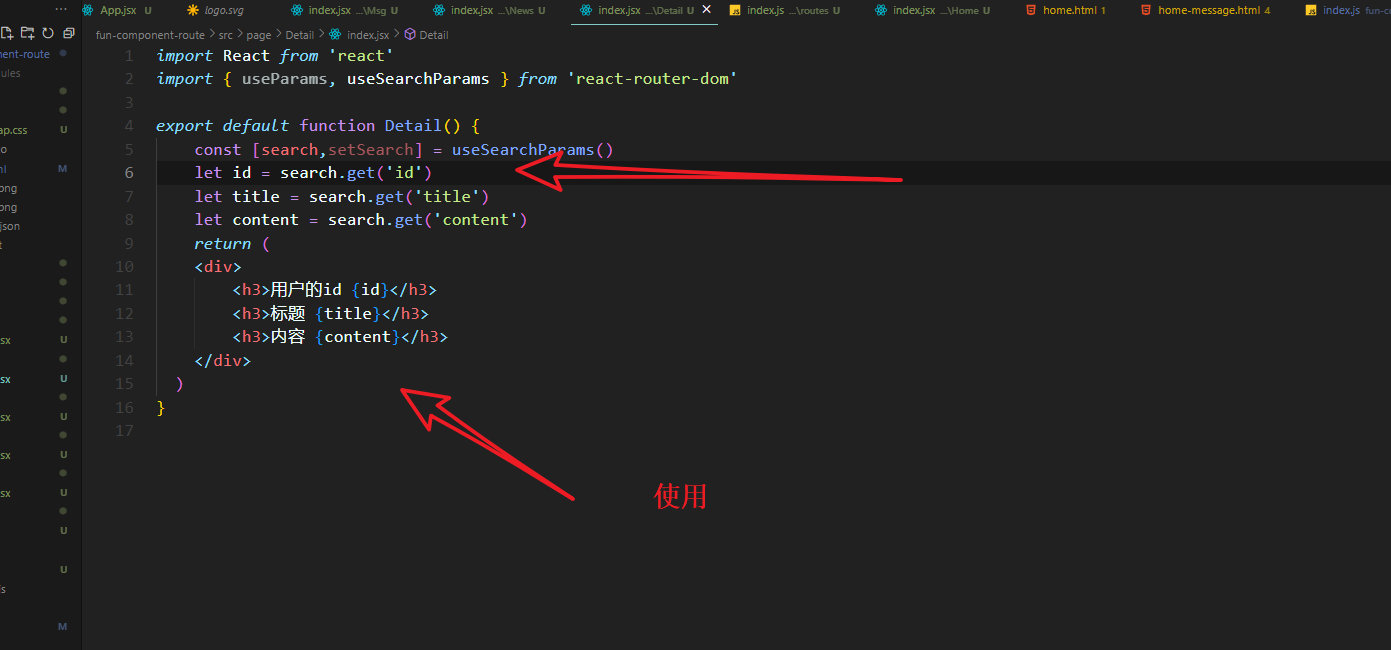 ··· App.jsx U logo.svg index.jsx ...\Msg U index.jsx ...\News U index.jsx ...\Detail U × index.js ...\routes U index.jsx ...\Home U home.html 1 home-message.html 4 index.js fun-c
fun-component-route > src > page > Detail > index.jsx > Detail
nent-route
ules
ap.css U
o
ml M
ong
ong
json
t
sx U
sx U
sx U
sx U
sx U
U
U
s
M
1 import React from 'react'
2 import { useParams, useSearchParams } from 'react-router-dom'
3
4 export default function Detail() {
5 const [search,setSearch] = useSearchParams()
6 let id = search.get('id')
7 let title = search.get('title')
8 let content = search.get('content')
9 return (
10 <div>
11 <h3>用户的id {id}</h3>
12 <h3>标题 {title}</h3>
13 <h3>内容 {content}</h3>
14 </div>
15 )
16 }
17
使用